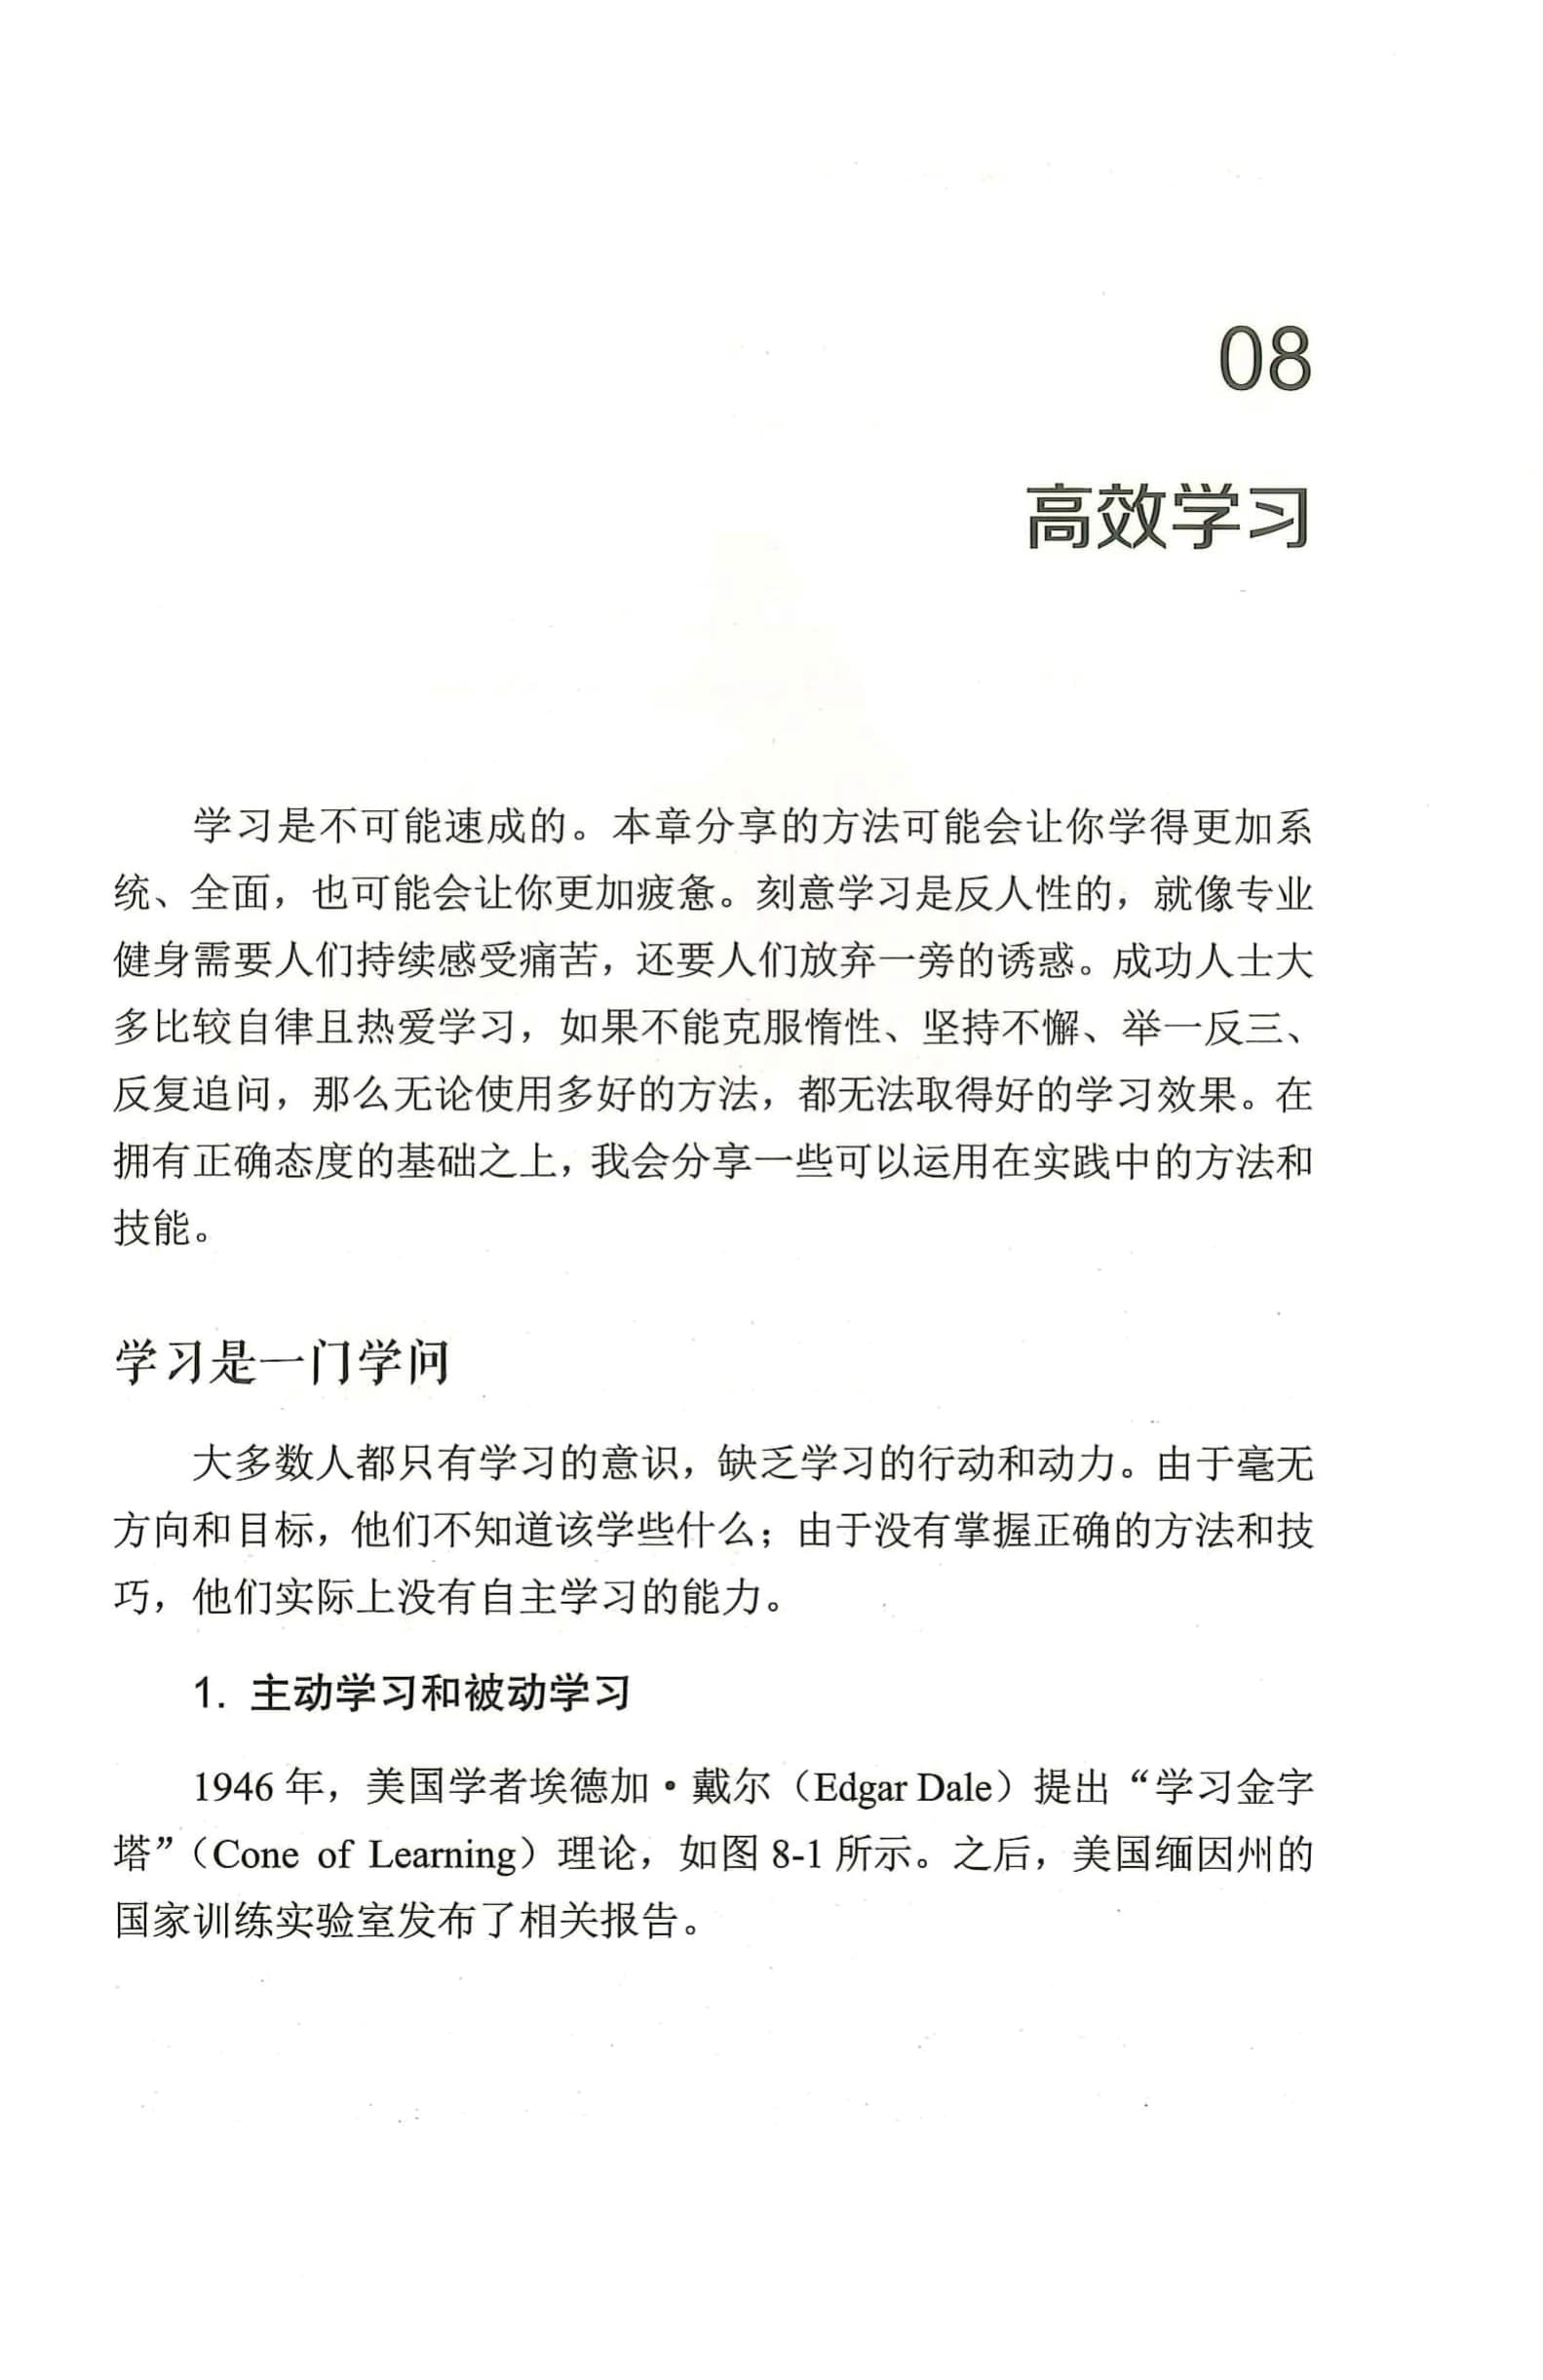 08
高效学习
学习是不可能速成的。本章分享的方法可能会让你学得更加系
统、全面，也可能会让你更加疲惫。刻意学习是反人性的，就像专业
健身需要人们持续感受痛苦，还要人们放弃一旁的诱惑。成功人士大
多比较自律且热爱学习，如果不能克服惰性、坚持不懈、举一反三、
反复追问，那么无论使用多好的方法，都无法取得好的学习效果。在
拥有正确态度的基础之上，我会分享一些可以运用在实践中的方法和
技能。
学习是一门学问
大多数人都只有学习的意识，缺乏学习的行动和动力。由于毫无
方向和目标，他们不知道该学些什么；由于没有掌握正确的方法和技
巧，他们实际上没有自主学习的能力。
1. 主动学习和被动学习
1946 年，美国学者埃德加·戴尔（Edgar Dale）提出“学习金字
塔”（Cone of Learning）理论，如图 8-1 所示。之后，美国缅因州的
国家训练实验室发布了相关报告。